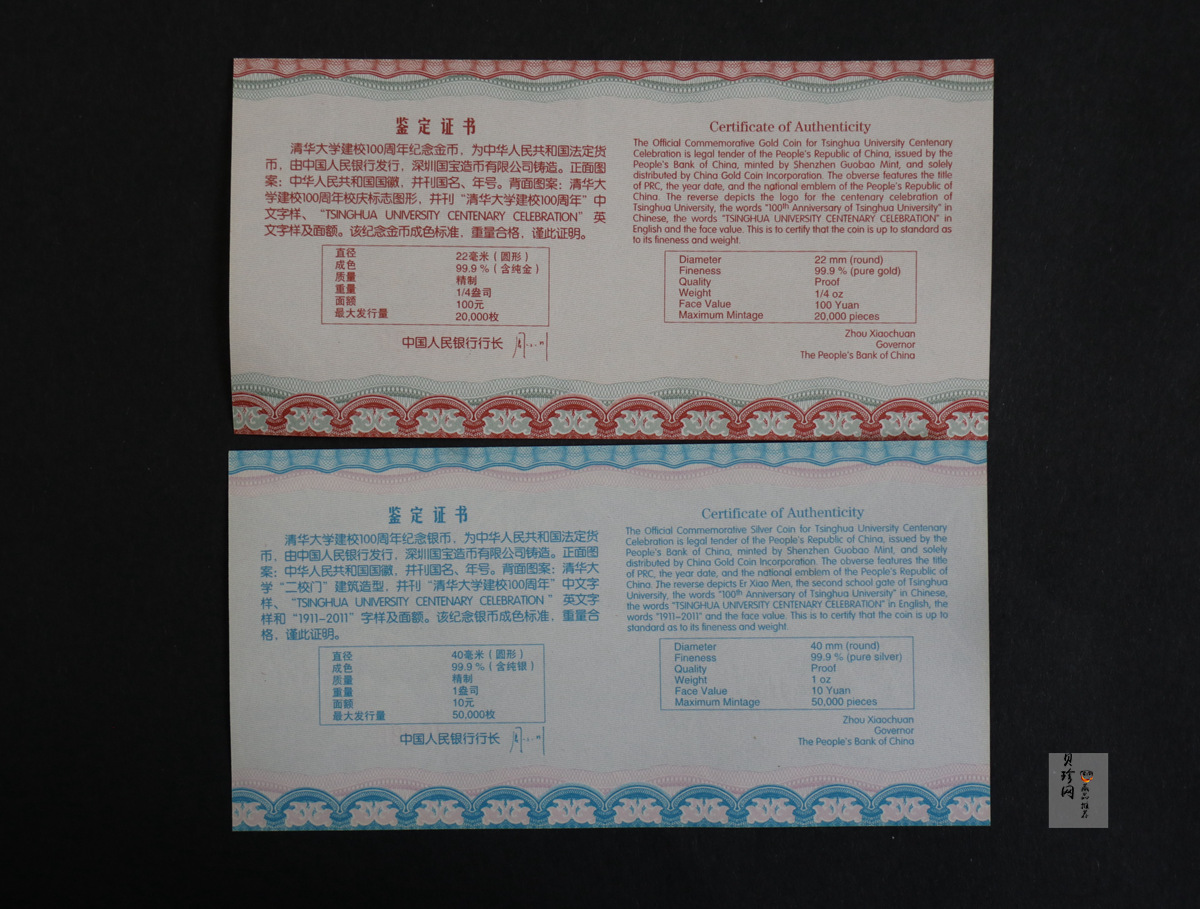 鉴定证书
清华大学建校100周年纪念金币，为中华人民共和国法定货
币，由中国人民银行发行，深圳国宝造币有限公司铸造。正面图
案：中华人民共和国国徽，并刊国名、年号。背面图案：清华大
学建校100周年校庆标志图形，并刊“清华大学建校100周年”中
文字样、“TSINGHUA UNIVERSITY CENTENARY CELEBRATION”英
文字样及面额。该纪念金币成色标准，重量合格，谨此证明。
直径 22毫米（圆形）
成色 99.9％（含纯金）
质量 精制
重量 1/4盎司
面额 100元
最大发行量 20,000枚
中国人民银行行长
Certificate of Authenticity
The Official Commemorative Gold Coin for Tsinghua University Centenary
Celebration is legal tender of the People's Republic of China, issued by the
People's Bank of China, minted by Shenzhen Guobao Mint, and solely
distributed by China Gold Coin Incorporation. The obverse features the title
of PRC, the year date, and the national emblem of the People's Republic of
China. The reverse depicts the logo for the centenary celebration of
Tsinghua University, the words "100th Anniversary of Tsinghua University" in
Chinese, the words "TSINGHUA UNIVERSITY CENTENARY CELEBRATION" in
English and the face value. This is to certify that the coin is up to standard as
to its fineness and weight.
Diameter 22 mm (round)
Fineness 99.9 % (pure gold)
Quality Proof
Weight 1/4 oz
Face Value 100 Yuan
Maximum Mintage 20,000 pieces
Zhou Xiaochuan
Governor
The People's Bank of China
鉴定证书
清华大学建校100周年纪念银币，为中华人民共和国法定货
币，由中国人民银行发行，深圳国宝造币有限公司铸造。正面图
案：中华人民共和国国徽，并刊国名、年号。背面图案：清华大
学“二校门”建筑造型，并刊“清华大学建校100周年”中文字
样、“TSINGHUA UNIVERSITY CENTENARY CELEBRATION”英文字
样和“1911–2011”字样及面额。该纪念银币成色标准，重量合
格，谨此证明。
直径 40毫米（圆形）
成色 99.9％（含纯银）
质量 精制
重量 1盎司
面额 10元
最大发行量 50,000枚
中国人民银行行长
Certificate of Authenticity
The Official Commemorative Silver Coin for Tsinghua University Centenary
Celebration is legal tender of the People's Republic of China, issued by the
People's Bank of China, minted by Shenzhen Guobao Mint, and solely
distributed by China Gold Coin Incorporation. The obverse features the title
of PRC, the year date, and the national emblem of the People's Republic of
China. The reverse depicts Er Xiao Men, the second school gate of Tsinghua
University, the words "100th Anniversary of Tsinghua University" in Chinese,
the words "TSINGHUA UNIVERSITY CENTENARY CELEBRATION" in English, the
words "1911–2011" and the face value. This is to certify that the coin is up to
standard as to its fineness and weight.
Diameter 40 mm (round)
Fineness 99.9 % (pure silver)
Quality Proof
Weight 1 oz
Face Value 10 Yuan
Maximum Mintage 50,000 pieces
Zhou Xiaochuan
Governor
The People's Bank of China
贝珍网
藏品推荐